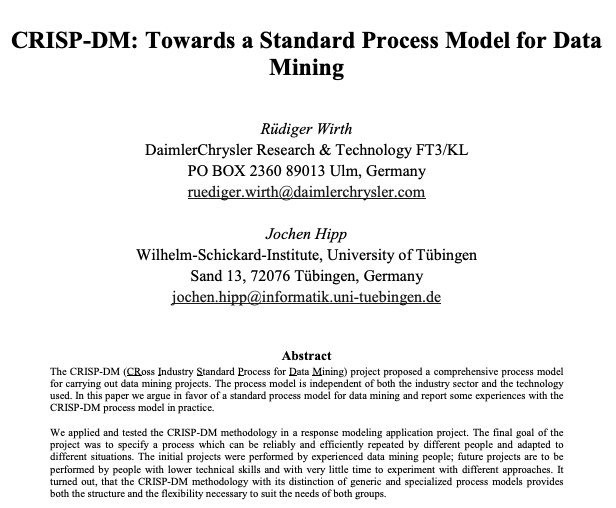 CRISP-DM: Towards a Standard Process Model for Data
Mining
Rüdiger Wirth
DaimlerChrysler Research & Technology FT3/KL
PO BOX 2360 89013 Ulm, Germany
ruediger.wirth@daimlerchrysler.com
Jochen Hipp
Wilhelm-Schickard-Institute, University of Tübingen
Sand 13, 72076 Tübingen, Germany
jochen.hipp@informatik.uni-tuebingen.de
Abstract
The CRISP-DM (CRoss Industry Standard Process for Data Mining) project proposed a comprehensive process model
for carrying out data mining projects. The process model is independent of both the industry sector and the technology
used. In this paper we argue in favor of a standard process model for data mining and report some experiences with the
CRISP-DM process model in practice.
We applied and tested the CRISP-DM methodology in a response modeling application project. The final goal of the
project was to specify a process which can be reliably and efficiently repeated by different people and adapted to
different situations. The initial projects were performed by experienced data mining people; future projects are to be
performed by people with lower technical skills and with very little time to experiment with different approaches. It
turned out, that the CRISP-DM methodology with its distinction of generic and specialized process models provides
both the structure and the flexibility necessary to suit the needs of both groups.